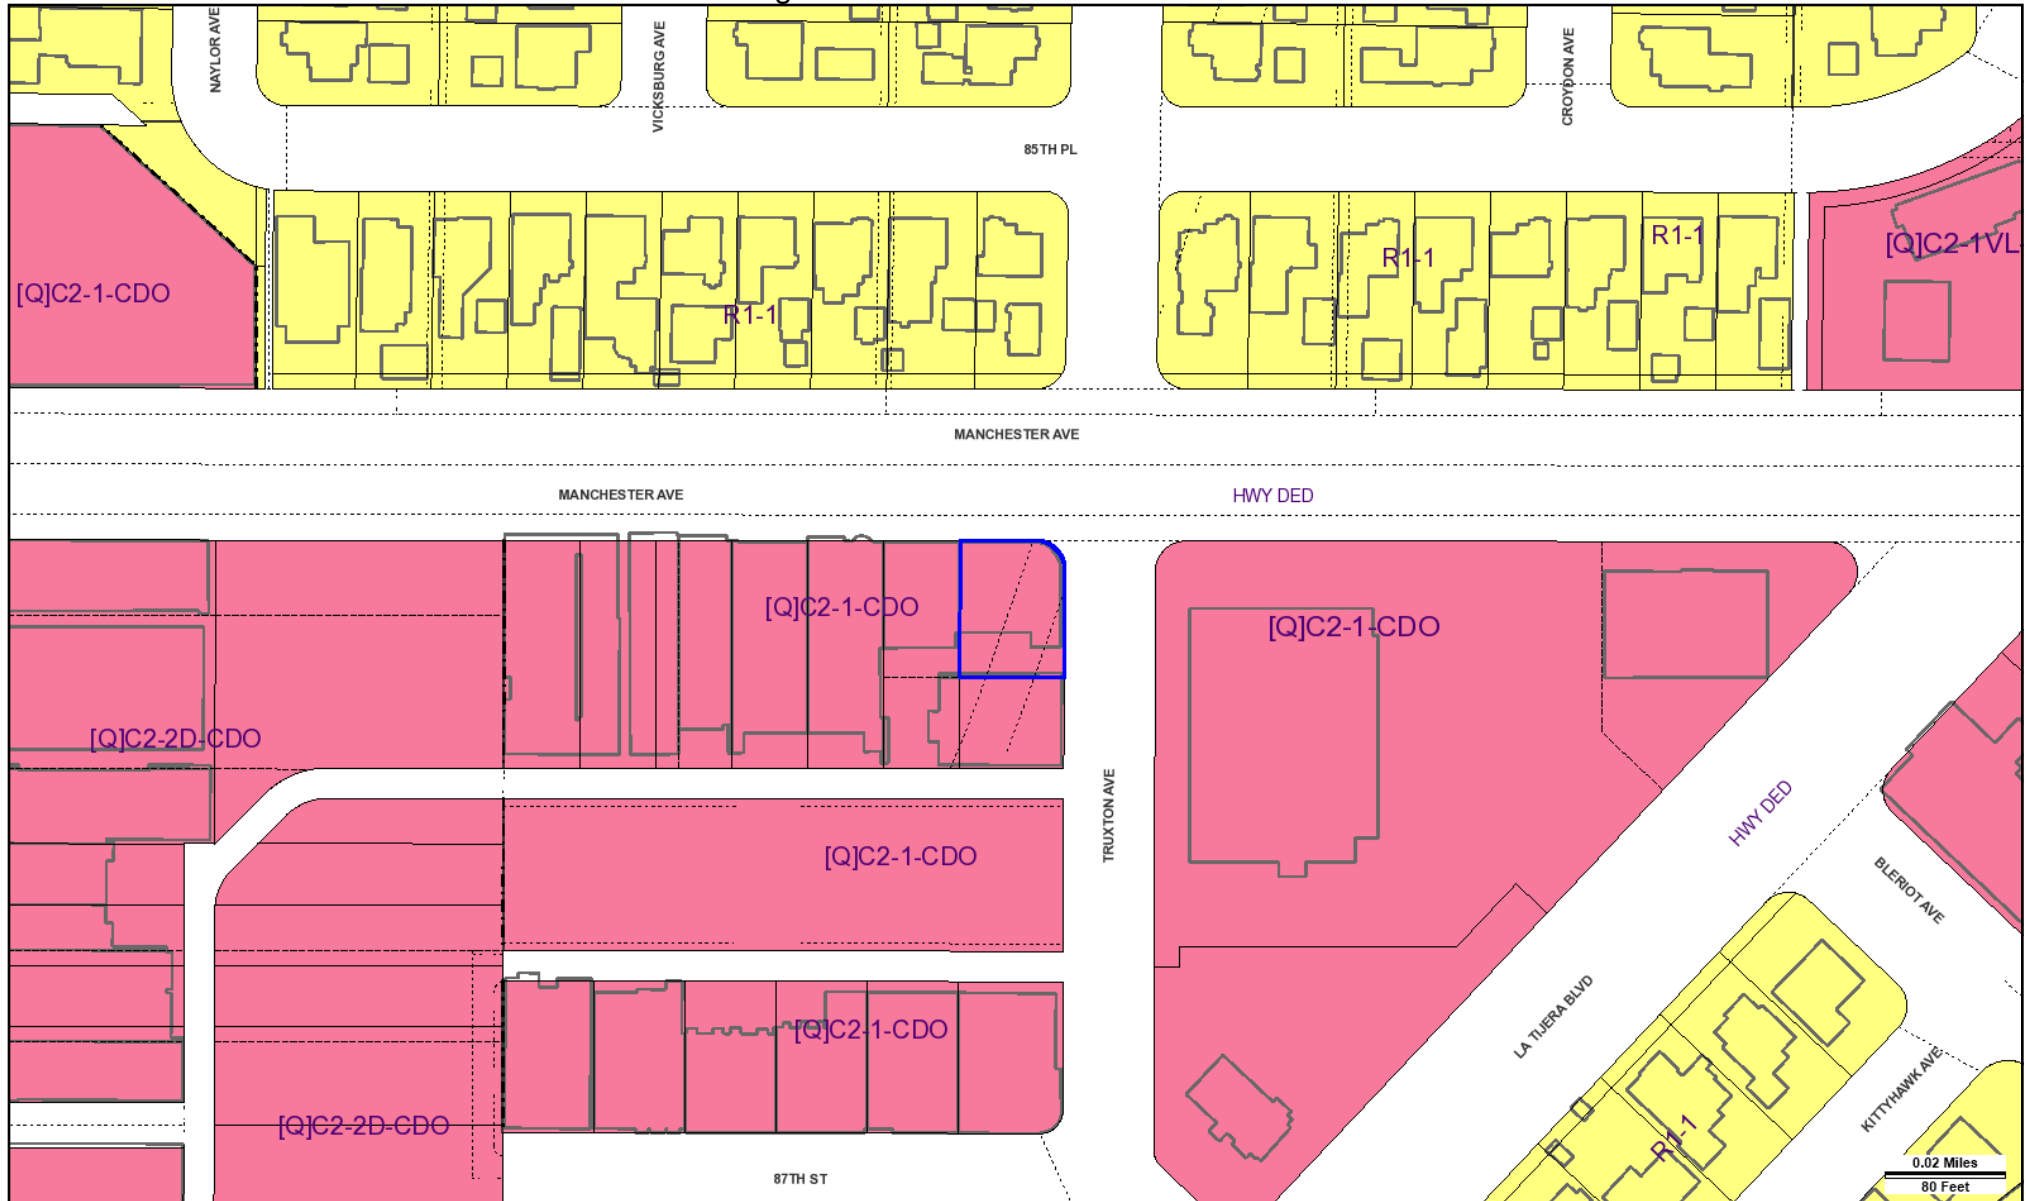 NAYLOR AVE
VICKSBURG AVE
CROYDON AVE
85TH PL
[Q]C2-1-CDO
R1-1
R1-1
R1-1
[Q]C2-1VL
MANCHESTER AVE
MANCHESTER AVE
HWY DED
[Q]C2-1-CDO
[Q]C2-1-CDO
[Q]C2-2D-CDO
TRUXTON AVE
HWY DED
[Q]C2-1-CDO
BLERIOT AVE
[Q]C2-1-CDO
LA TIJERA BLVD
KITTYHAWK AVE
[Q]C2-2D-CDO
R1-1
87TH ST
0.02 Miles
80 Feet